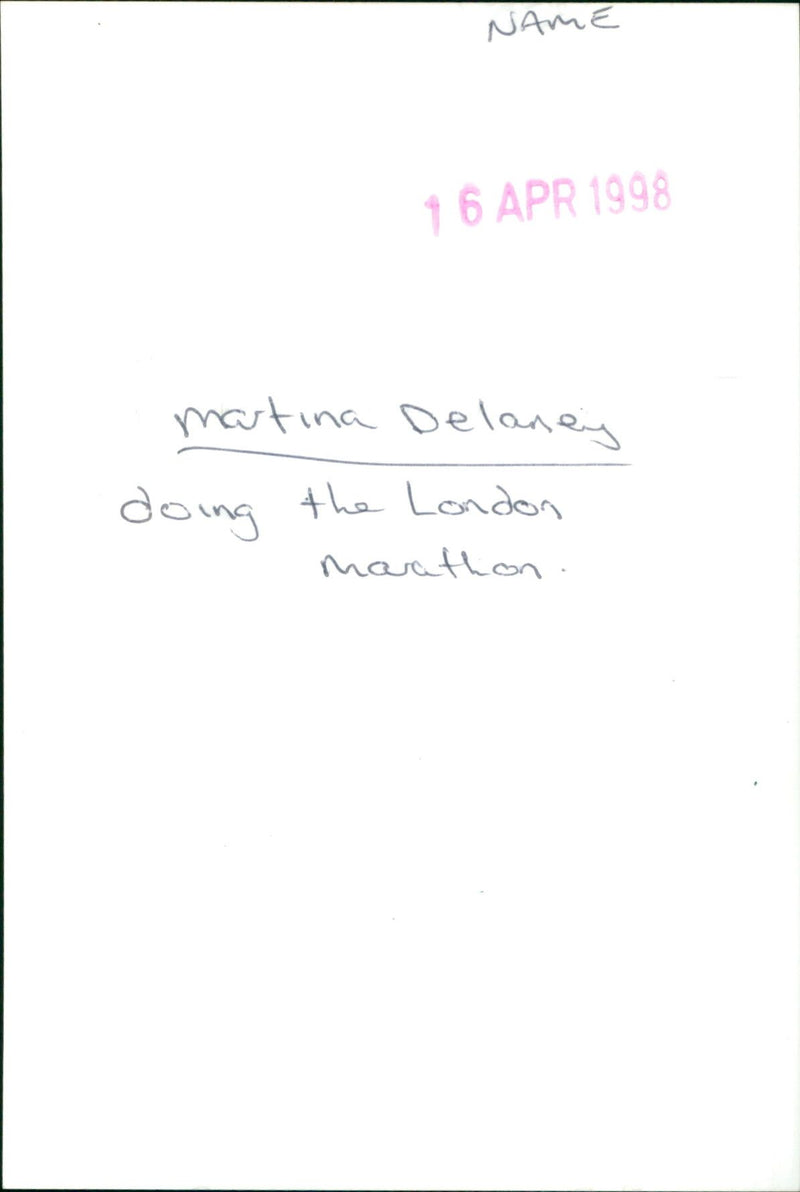 NAME
16 APR 1998
Martina Delaney
doing the London
Marathon.